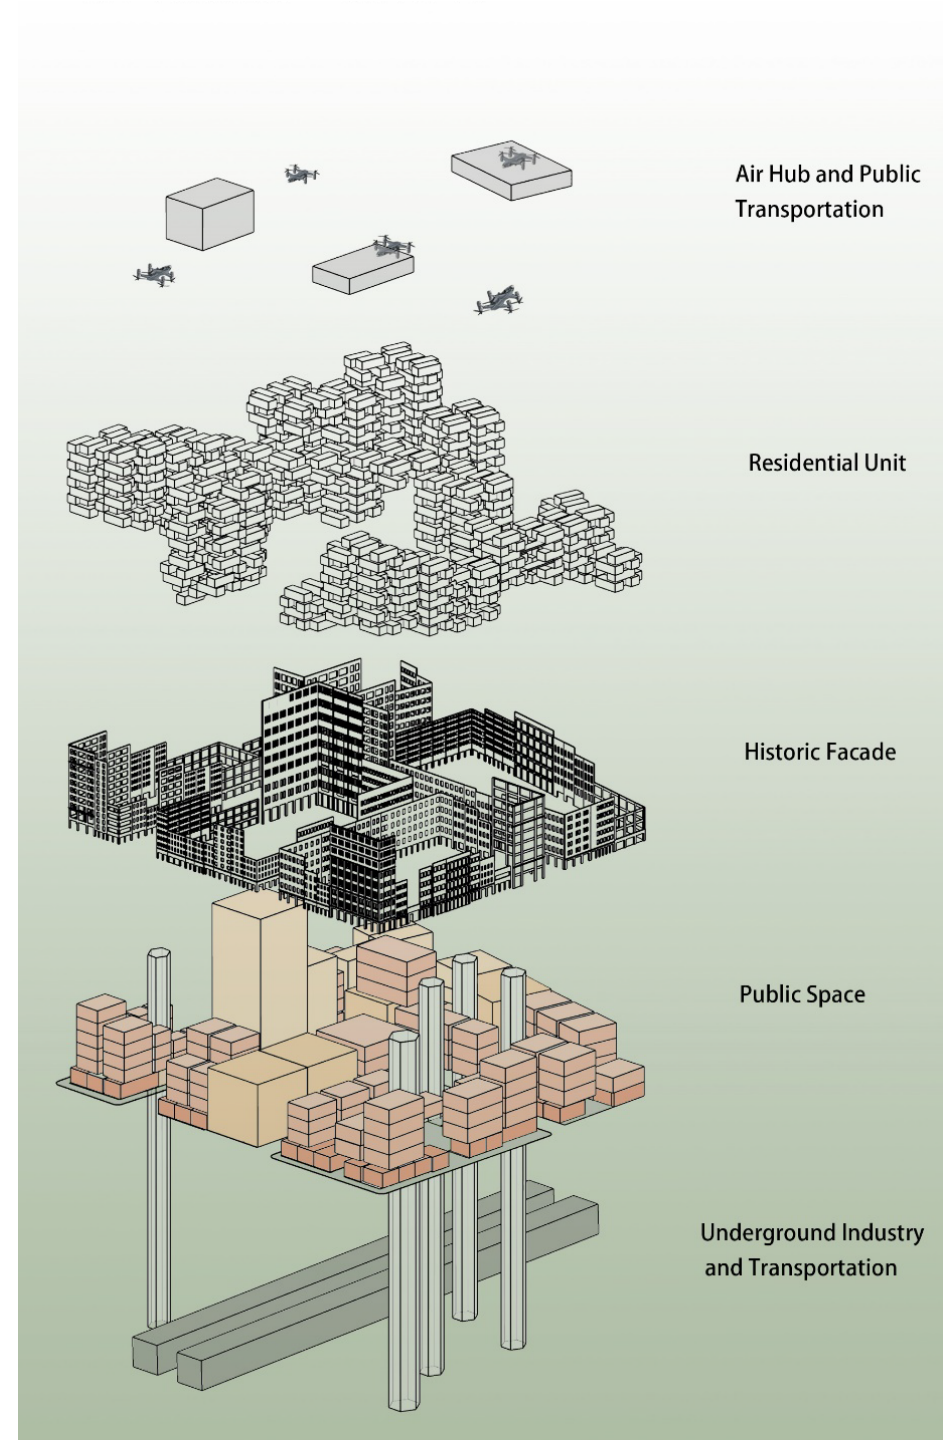 Air Hub and Public
Transportation
Residential Unit
Historic Facade
Public Space
Underground Industry
and Transportation